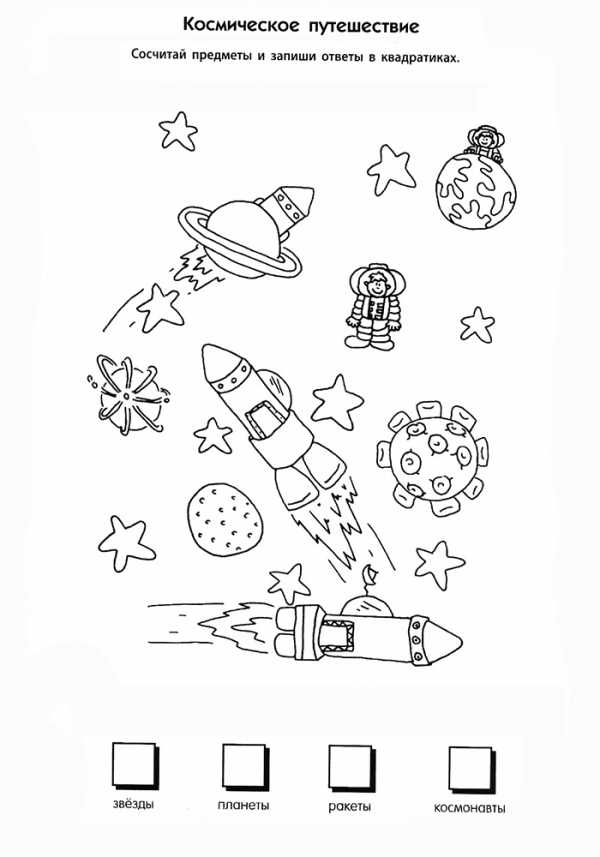 Космическое путешествие
Сосчитай предметы и запиши ответы в квадратиках.
звёзды планеты ракеты космонавты